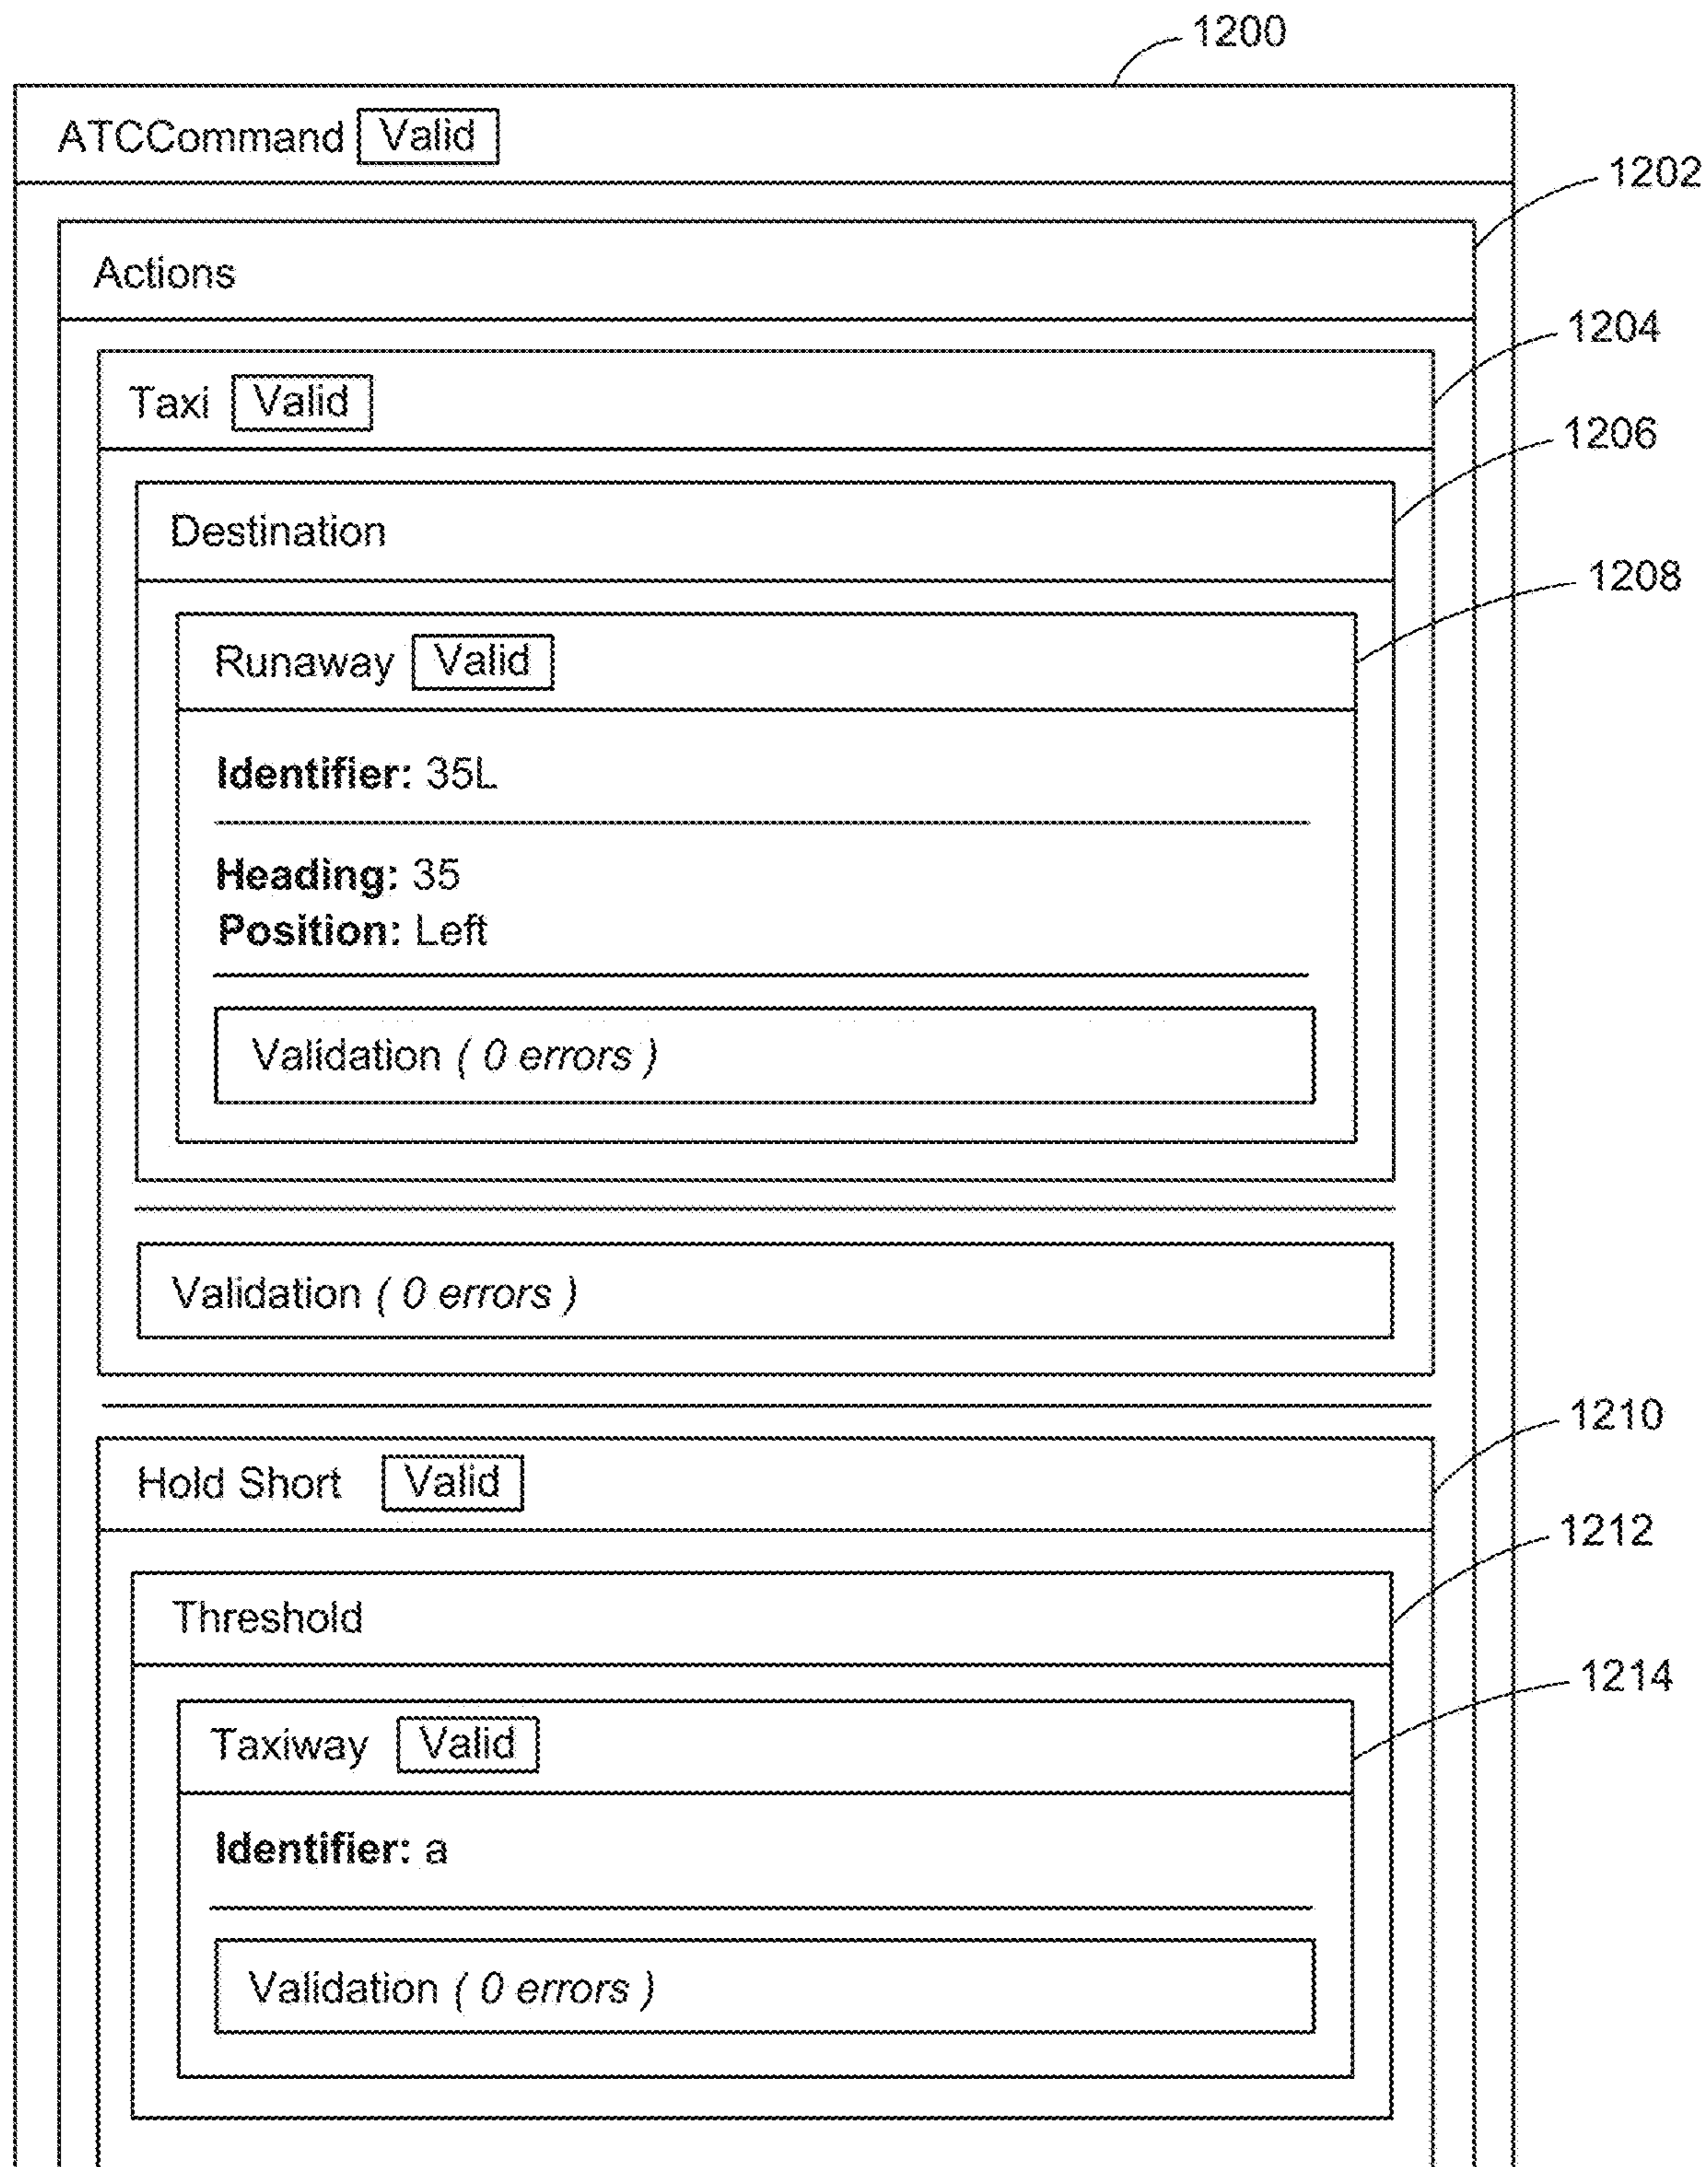 1200
ATCCommand Valid
1202
Actions
1204
Taxi Valid
1206
Destination
1208
Runaway Valid
Identifier: 35L
Heading: 35
Position: Left
Validation ( 0 errors )
Validation ( 0 errors )
1210
Hold Short Valid
1212
Threshold
1214
Taxiway Valid
Identifier: a
Validation ( 0 errors )